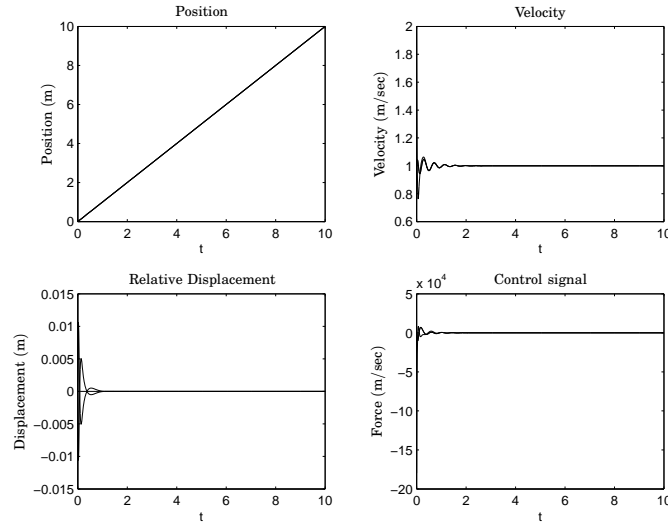 Position
Position (m)
10
8
6
4
2
0
0 2 4 6 8 10
t
Velocity
Velocity (m/sec)
2
1.8
1.6
1.4
1.2
1
0.8
0.6
0 2 4 6 8 10
t
Relative Displacement
Displacement (m)
0.015
0.01
0.005
0
−0.005
−0.01
−0.015
0 2 4 6 8 10
t
Control signal
x 10^4
Force (m/sec)
5
0
−5
−10
−15
−20
0 2 4 6 8 10
t